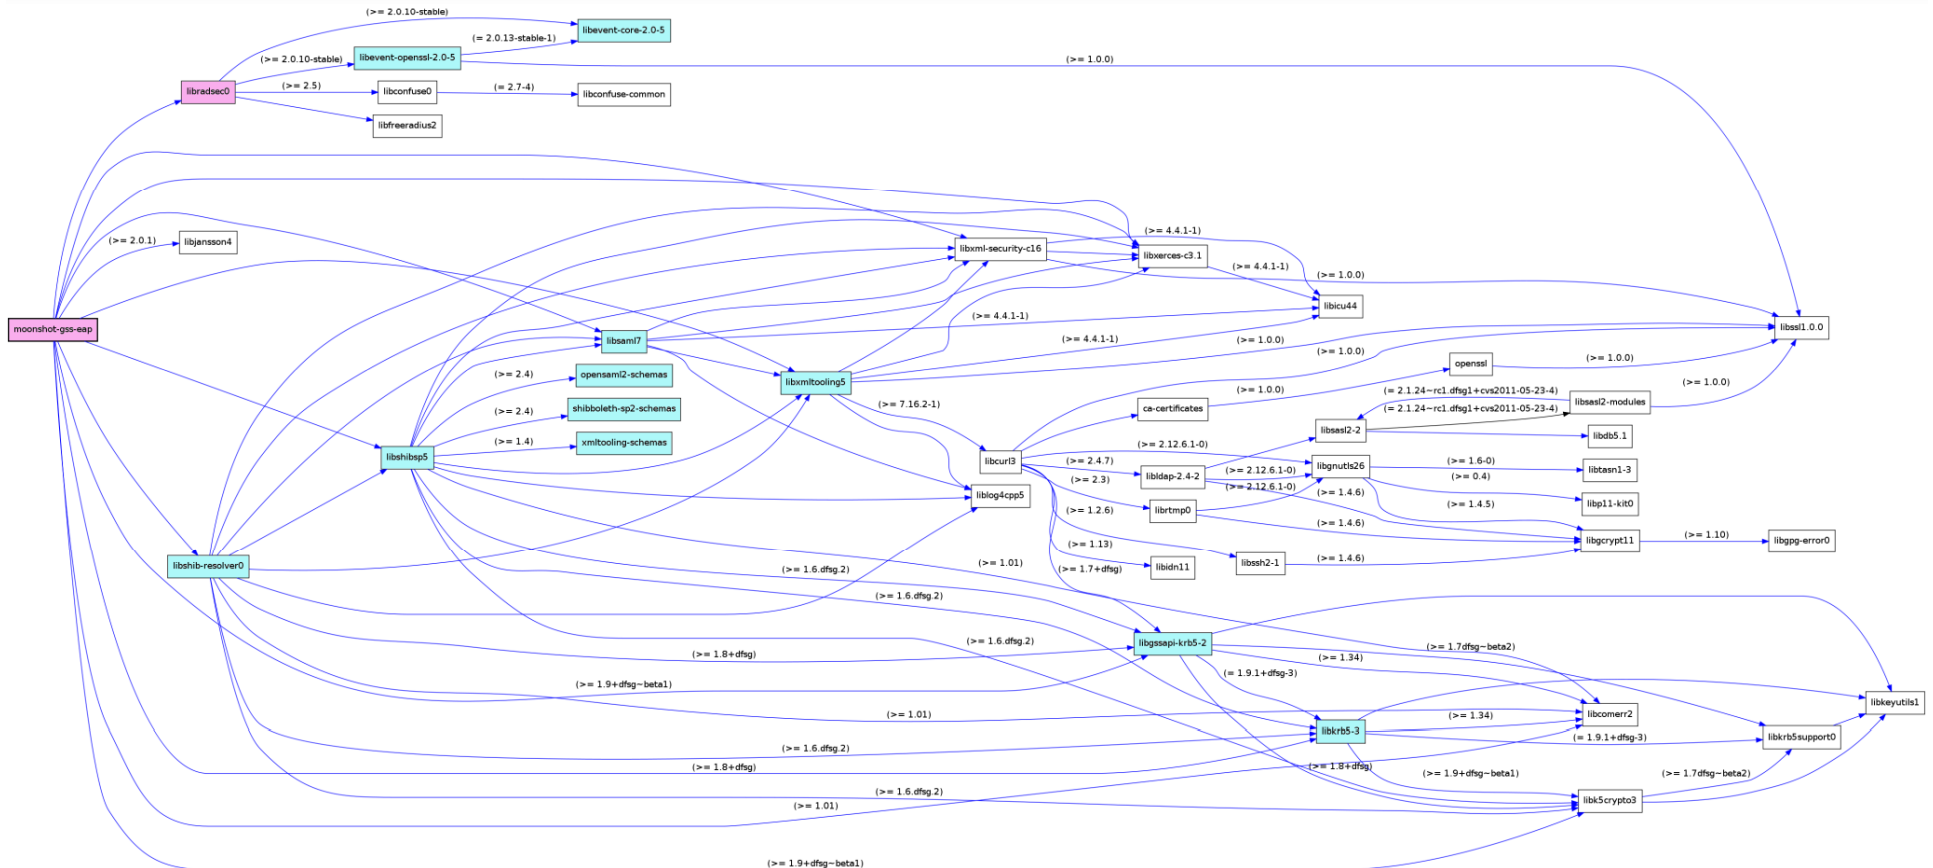 (>= 2.0.10-stable)
libevent-core-2.0-5
(= 2.0.13-stable-1)
libevent-openssl-2.0-5
(>= 2.0.10-stable)
(>= 1.0.0)
libradsec0
(>= 2.5)
libconfuse0
(= 2.7-4)
libconfuse-common
libfreeradius2
(>= 2.0.1)
libjansson4
libxml-security-c16
(>= 4.4.1-1)
libxerces-c3.1
(>= 4.4.1-1)
(>= 1.0.0)
libicu44
moonshot-gss-eap
(>= 4.4.1-1)
libssl1.0.0
libsaml7
(>= 4.4.1-1)
(>= 1.0.0)
(>= 1.0.0)
openssl
(>= 1.0.0)
(>= 2.4)
opensaml2-schemas
libxmltooling5
(>= 1.0.0)
(= 2.1.24~rc1.dfsg1+cvs2011-05-23-4)
(>= 1.0.0)
(>= 7.16.2-1)
ca-certificates
(= 2.1.24~rc1.dfsg1+cvs2011-05-23-4)
libsasl2-modules
(>= 2.4)
shibboleth-sp2-schemas
libsasl2-2
libdb5.1
(>= 1.4)
xmltooling-schemas
(>= 2.12.6.1-0)
libshibsp5
libcurl3
(>= 2.4.7)
libgnutls26
(>= 1.6-0)
libtasn1-3
libldap-2.4-2
(>= 2.12.6.1-0)
(>= 2.3)
(>= 0.4)
(>= 2.12.6.1-0)
liblog4cpp5
(>= 1.4.6)
(>= 1.4.5)
libp11-kit0
librtmp0
(>= 1.2.6)
(>= 1.4.6)
(>= 1.13)
libgcrypt11
(>= 1.10)
libgpg-error0
libshib-resolver0
(>= 1.6.dfsg.2)
(>= 1.01)
(>= 1.7+dfsg)
libidn11
libssh2-1
(>= 1.4.6)
(>= 1.6.dfsg.2)
(>= 1.6.dfsg.2)
libgssapi-krb5-2
(>= 1.7dfsg~beta2)
(>= 1.8+dfsg)
(>= 1.34)
(= 1.9.1+dfsg-3)
(>= 1.9+dfsg~beta1)
(>= 1.01)
(>= 1.34)
libcomerr2
libkeyutils1
libkrb5-3
(= 1.9.1+dfsg-3)
libkrb5support0
(>= 1.6.dfsg.2)
(>= 1.8+dfsg)
(>= 1.8+dfsg)
(>= 1.9+dfsg~beta1)
(>= 1.7dfsg~beta2)
(>= 1.6.dfsg.2)
(>= 1.01)
libk5crypto3
(>= 1.9+dfsg~beta1)